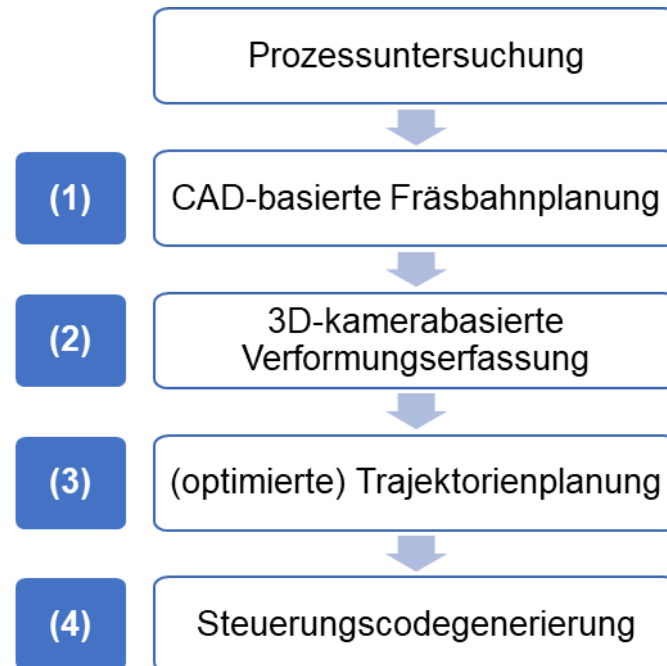 Prozessuntersuchung
(1)
CAD-basierte Fräsbahnplanung
(2)
3D-kamerabasierte
Verformungserfassung
(3)
(optimierte) Trajektorienplanung
(4)
Steuerungscodegenerierung